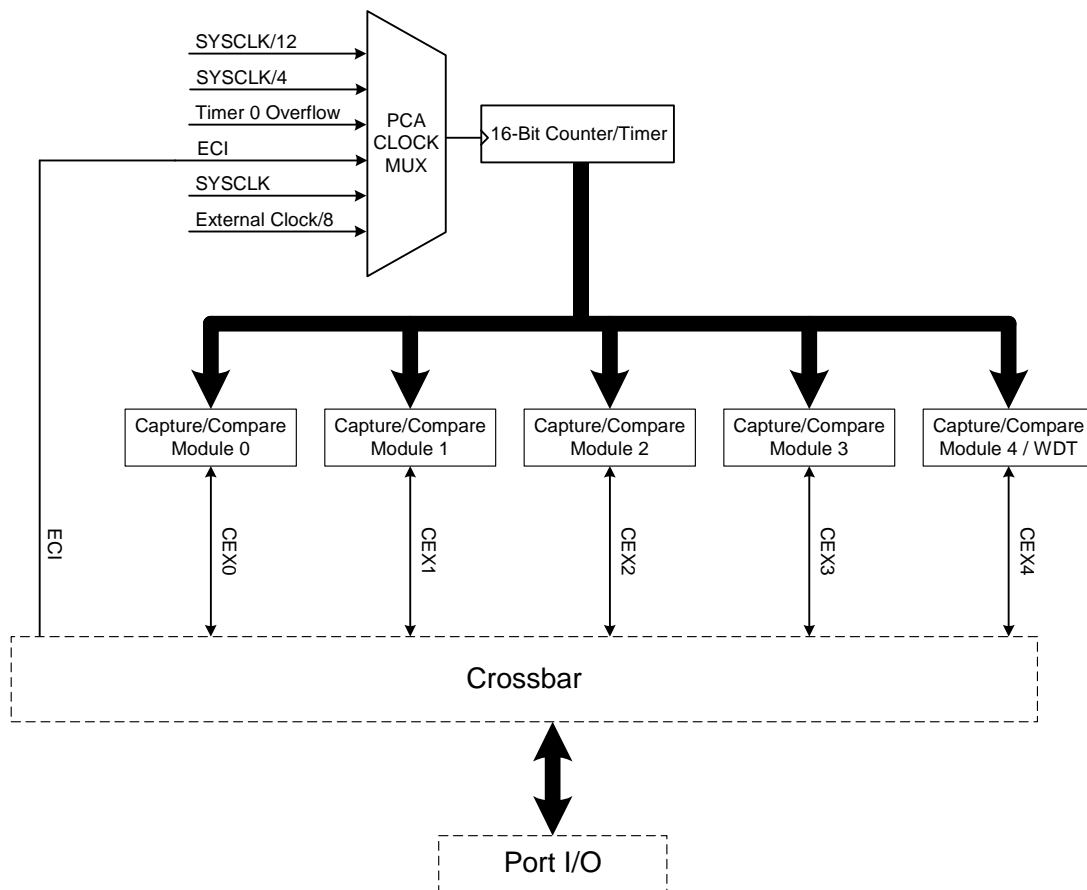 SYSCLK/12
SYSCLK/4
Timer 0 Overflow
ECI
SYSCLK
External Clock/8
PCA
CLOCK
MUX
16-Bit Counter/Timer
Capture/Compare
Module 0
Capture/Compare
Module 1
Capture/Compare
Module 2
Capture/Compare
Module 3
Capture/Compare
Module 4 / WDT
ECI
CEX0
CEX1
CEX2
CEX3
CEX4
Crossbar
Port I/O